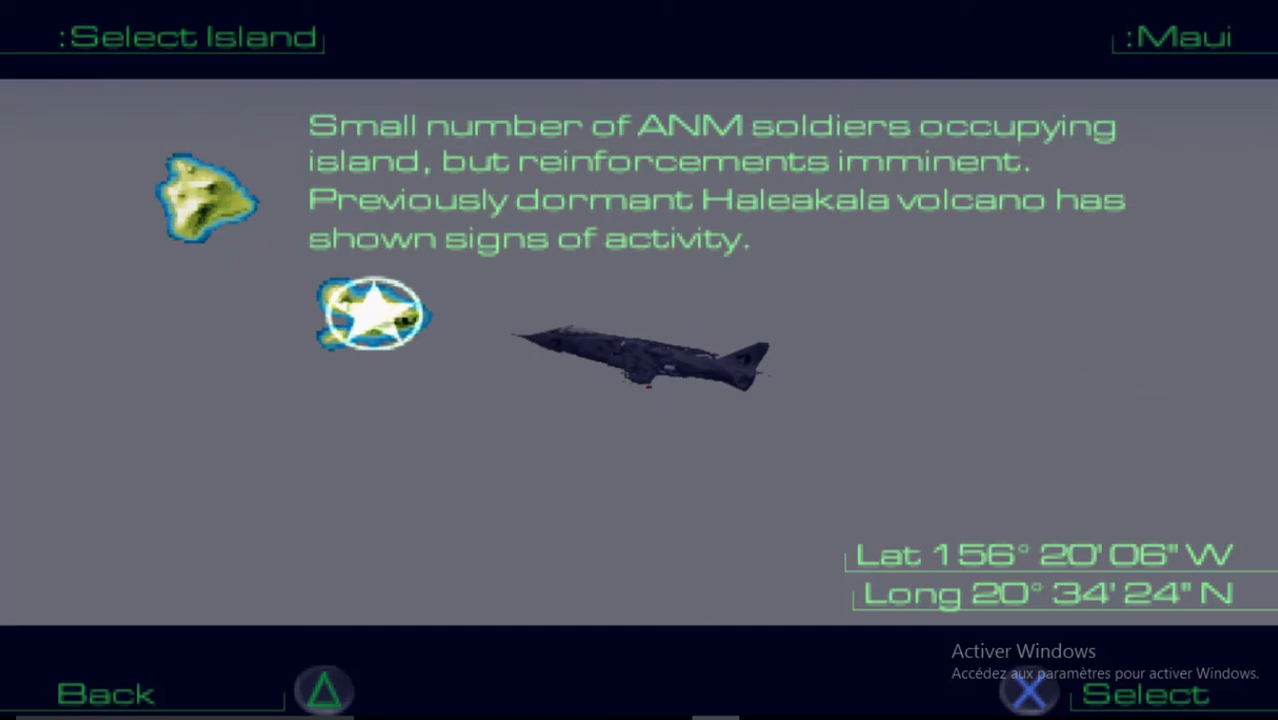 :Select Island
:Maui
Small number of ANM soldiers occupying
island, but reinforcements imminent.
Previously dormant Haleakala volcano has
shown signs of activity.
Lat 156° 20' 06" W
Long 20° 34' 24" N
Activer Windows
Accédez aux paramètres pour activer Windows.
Back
Select